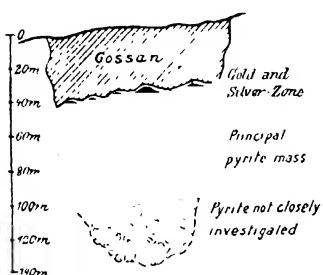 0
20m
40m
60m
80m
100m
120m
140m
Gossan
Gold and
Silver-Zone
Principal
pyrite mass
Pyrite not closely
investigated